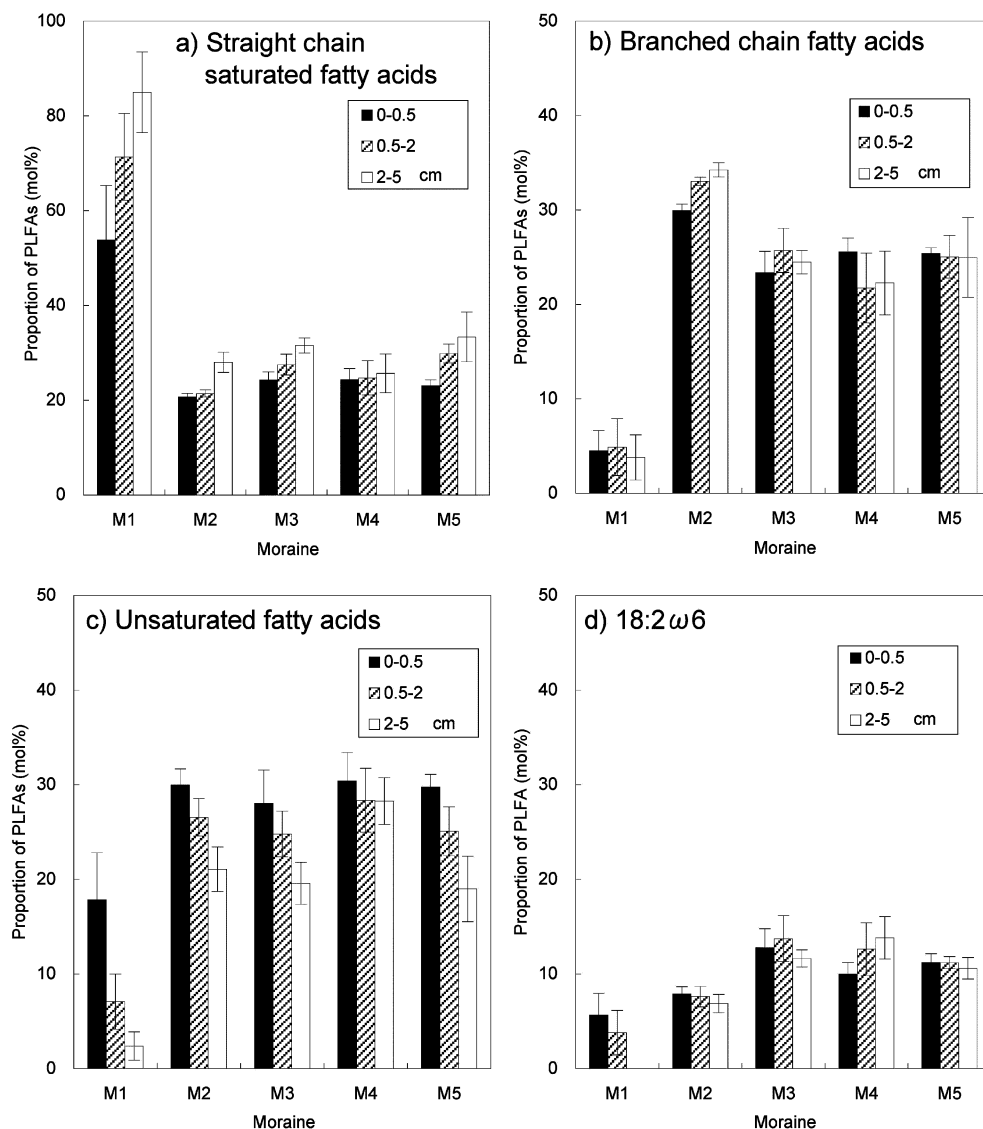 a) Straight chain
saturated fatty acids
100
80
60
40
20
0
Proportion of PLFAs (mol%)
0-0.5
0.5-2
2-5 cm
M1 M2 M3 M4 M5
Moraine
b) Branched chain fatty acids
50
40
30
20
10
0
Proportion of PLFAs (mol%)
0-0.5
0.5-2
2-5 cm
M1 M2 M3 M4 M5
Moraine
c) Unsaturated fatty acids
50
40
30
20
10
0
Proportion of PLFAs (mol%)
0-0.5
0.5-2
2-5 cm
M1 M2 M3 M4 M5
Moraine
d) 18:2ω6
50
40
30
20
10
0
Proportion of PLFA (mol%)
0-0.5
0.5-2
2-5 cm
M1 M2 M3 M4 M5
Moraine